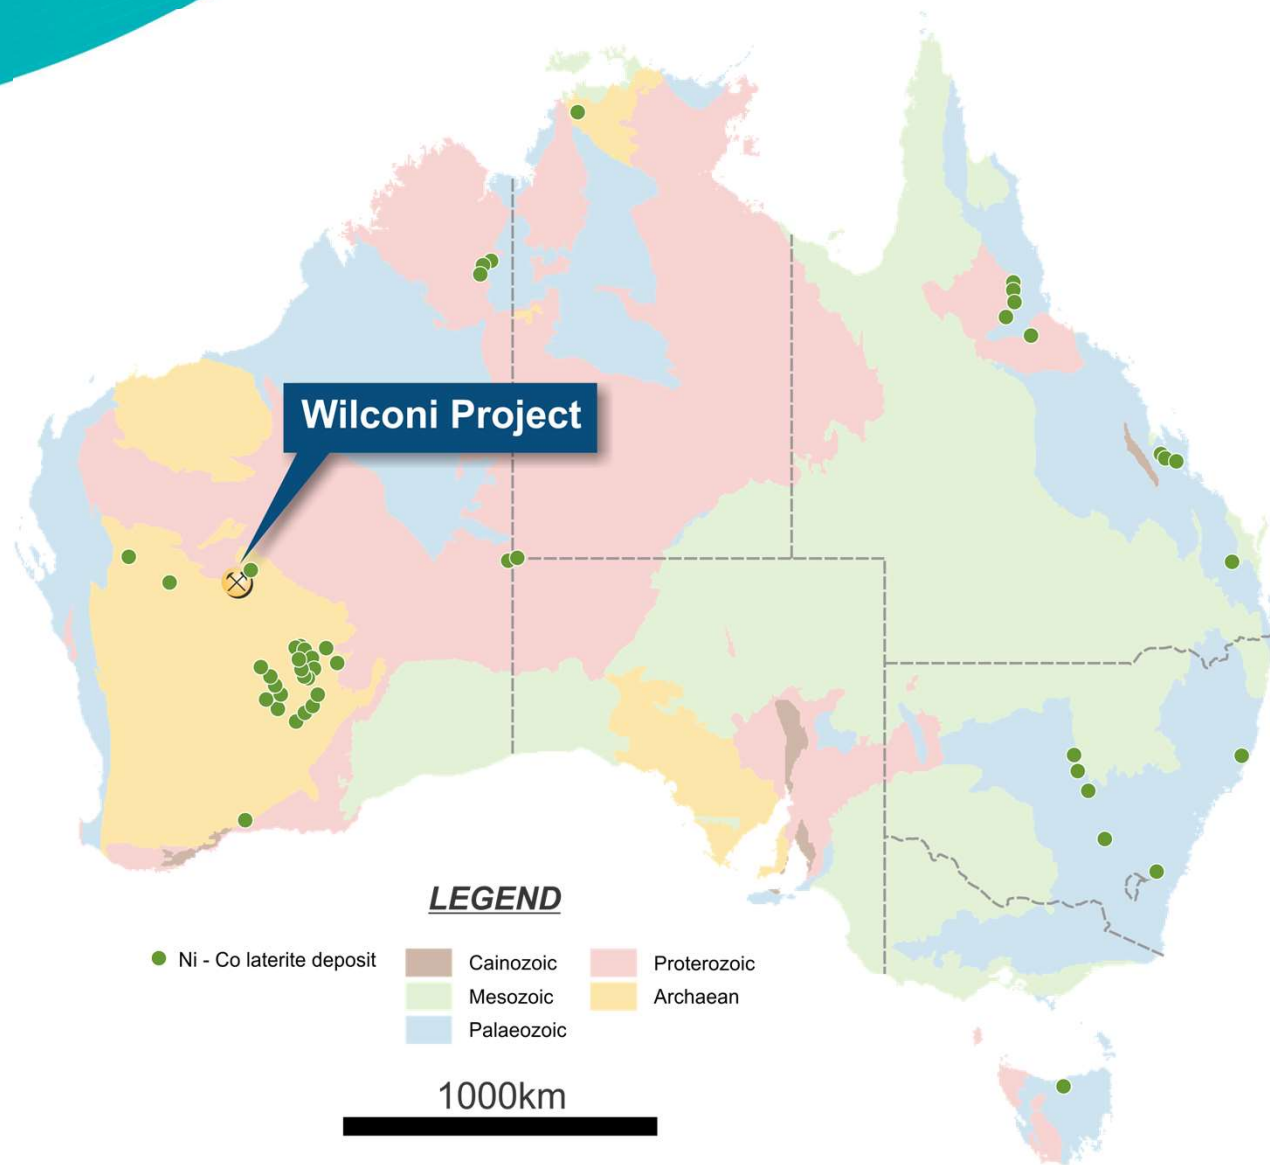 Wilconi Project
LEGEND
Ni - Co laterite deposit
Cainozoic
Mesozoic
Palaeozoic
Proterozoic
Archaean
1000km